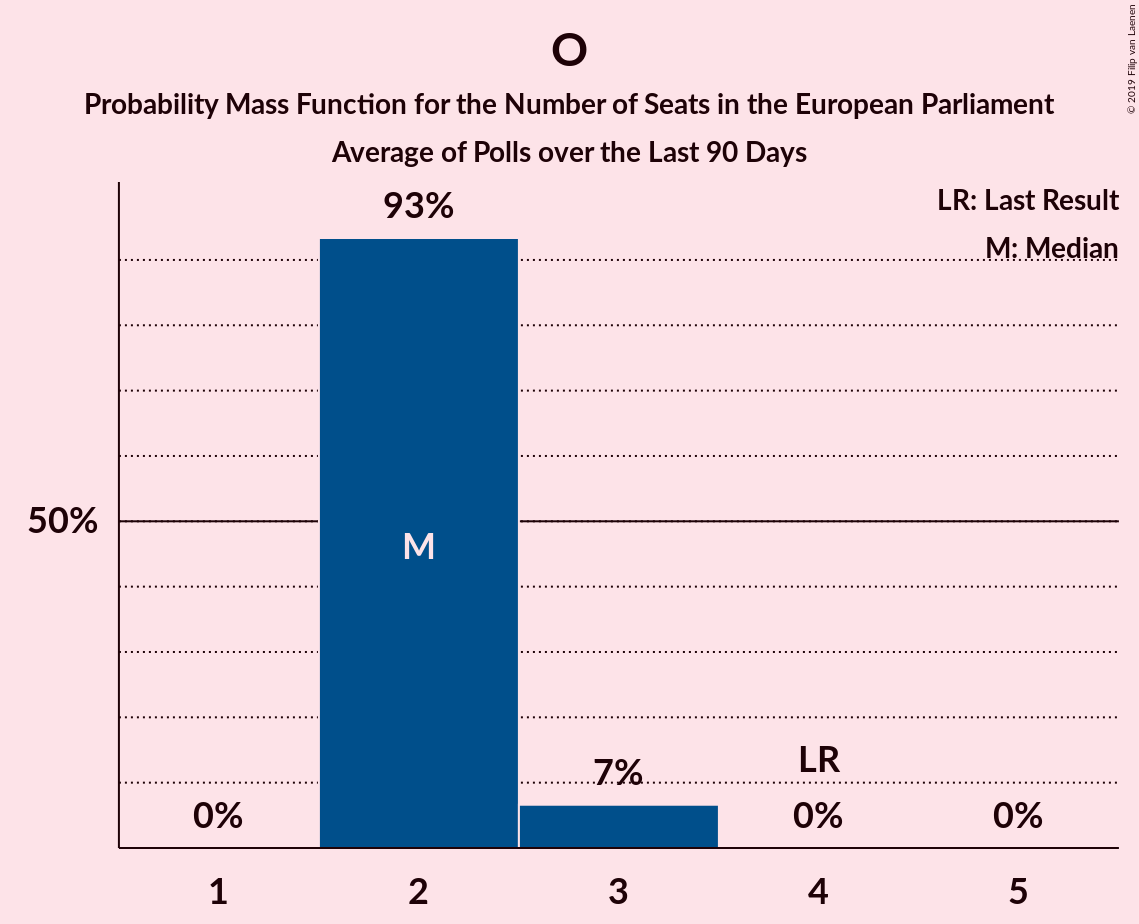 O
Probability Mass Function for the Number of Seats in the European Parliament
Average of Polls over the Last 90 Days
© 2019 Filip van Laenen
LR: Last Result
M: Median
93%
50%
M
7%
LR
0%
0%
0%
1
2
3
4
5